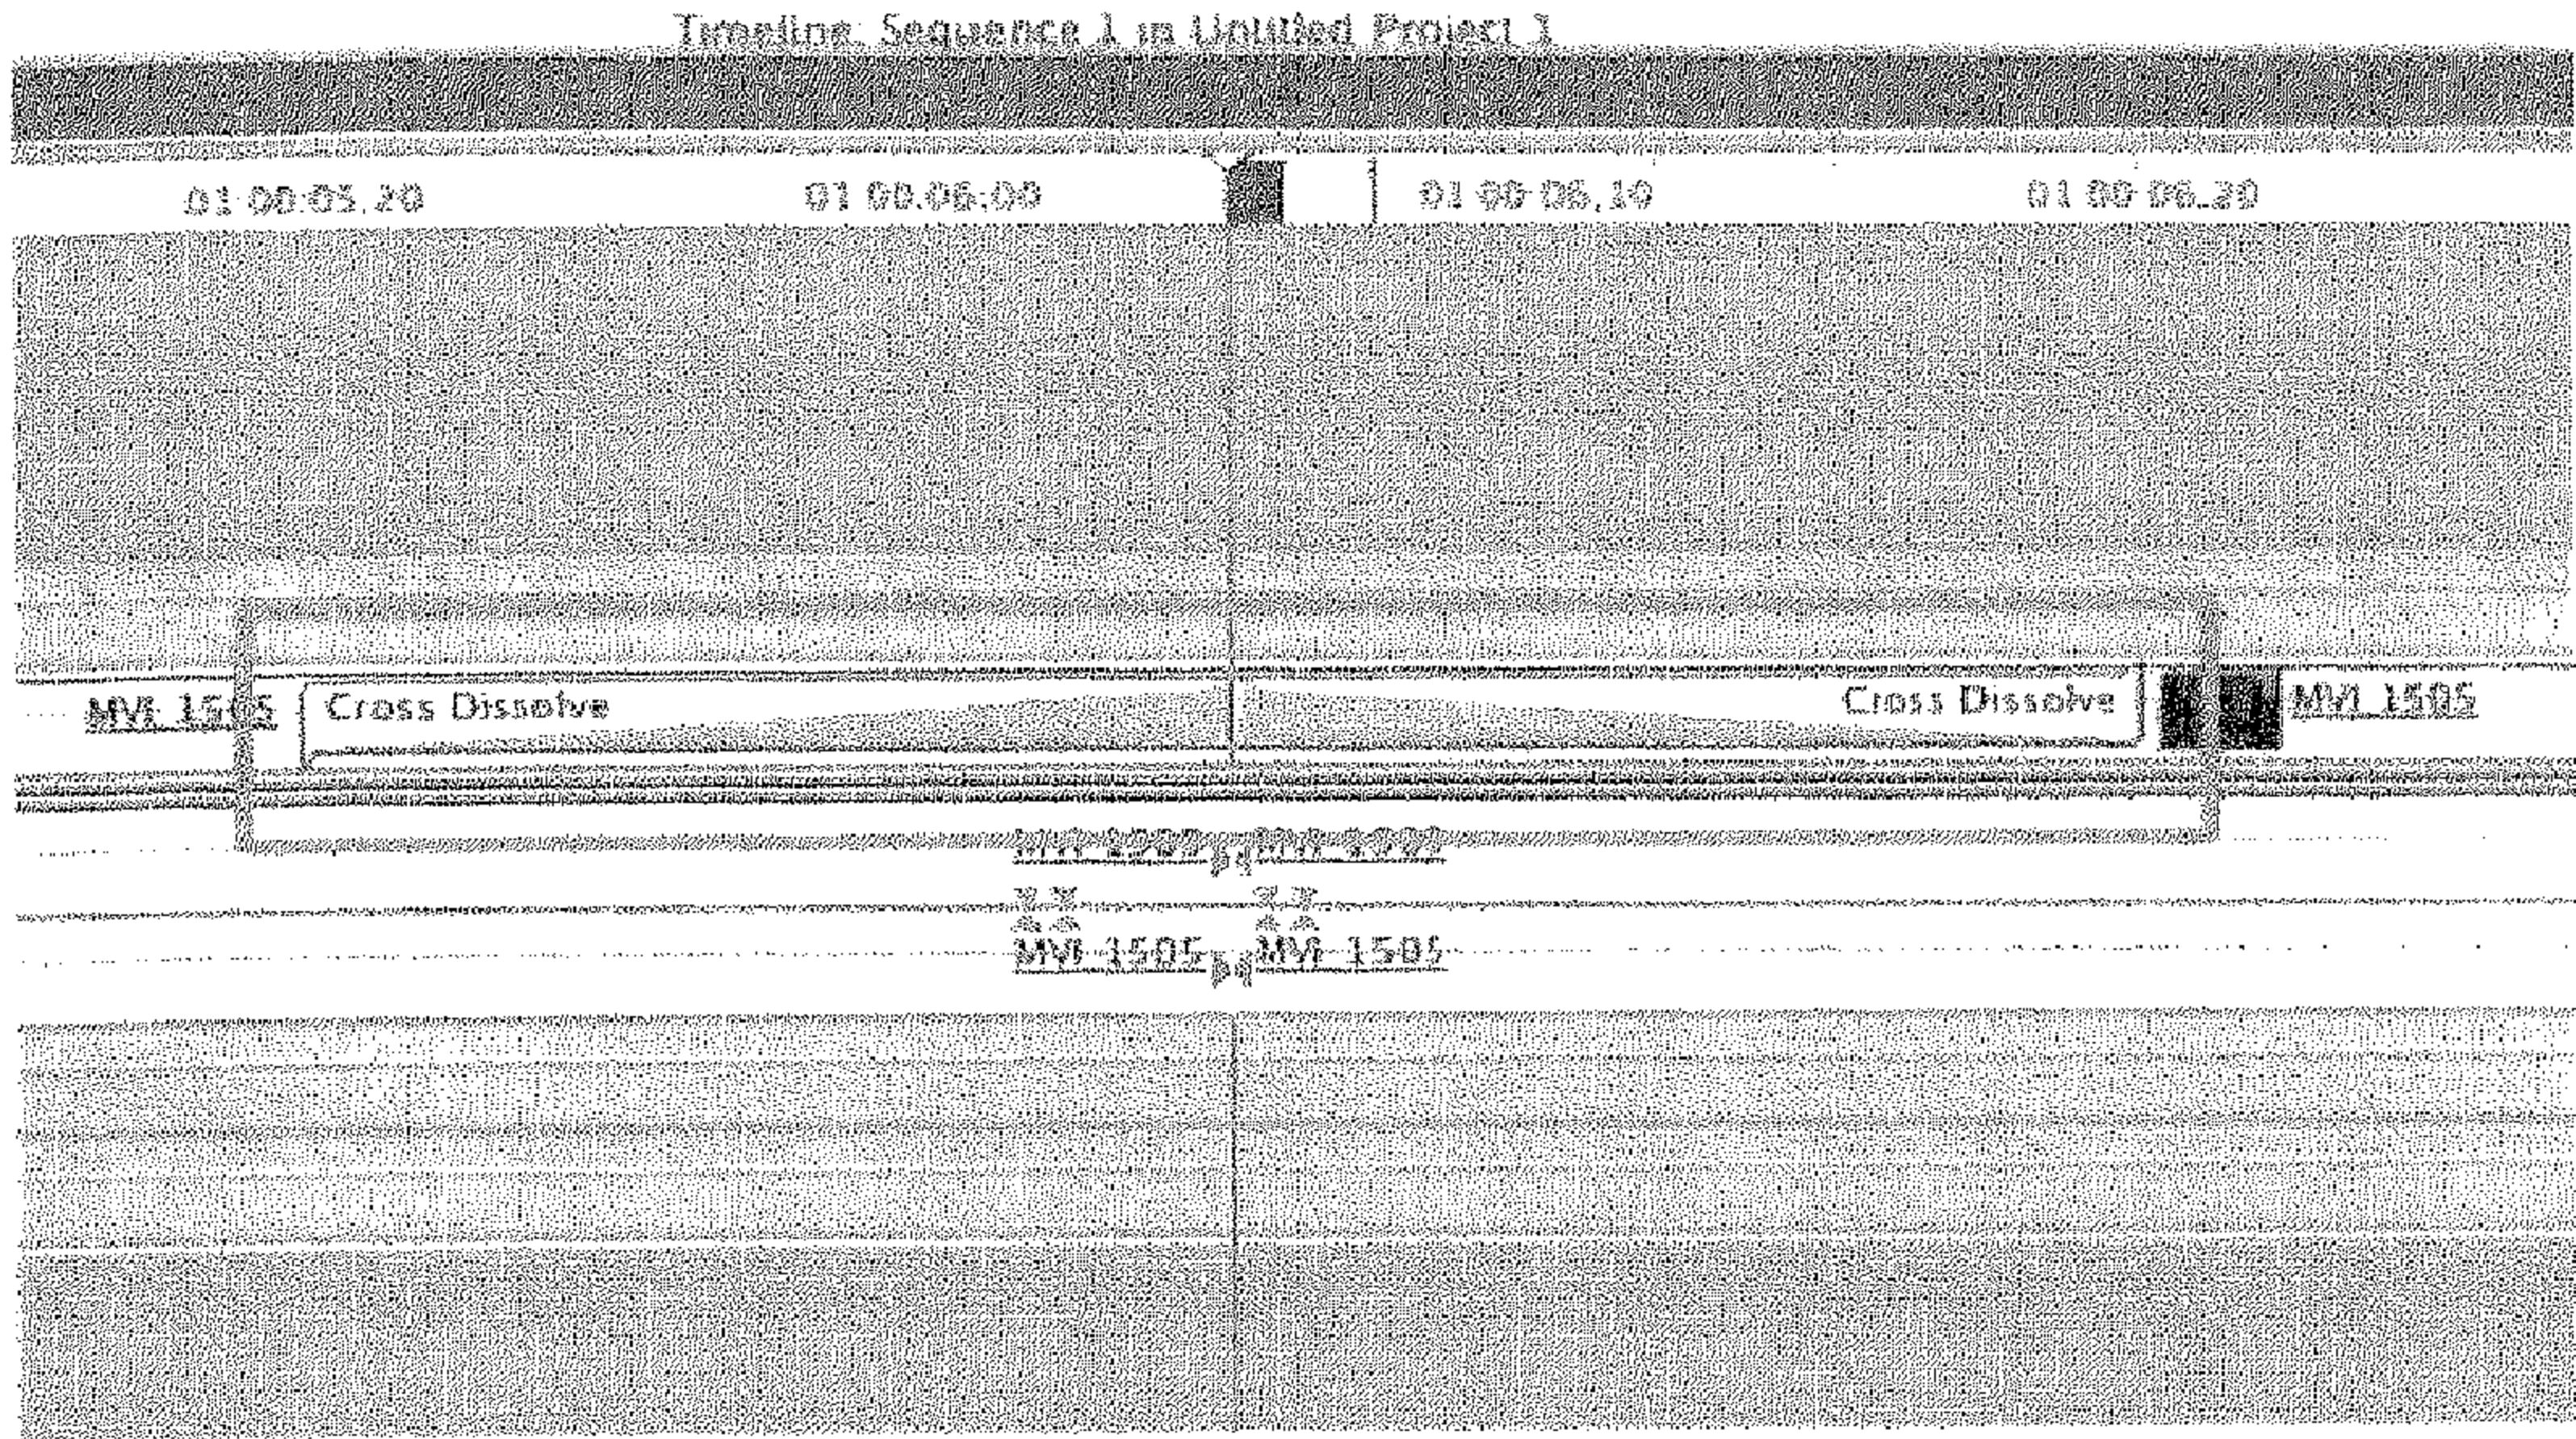 Timeline: Sequence 1 in Untitled Project 1
01:00:05:20 01:00:06:00 01:00:06:10 01:00:06:20
MVI_1505 Cross Dissolve Cross Dissolve MVI_1505
MVI_1505 MVI_1505